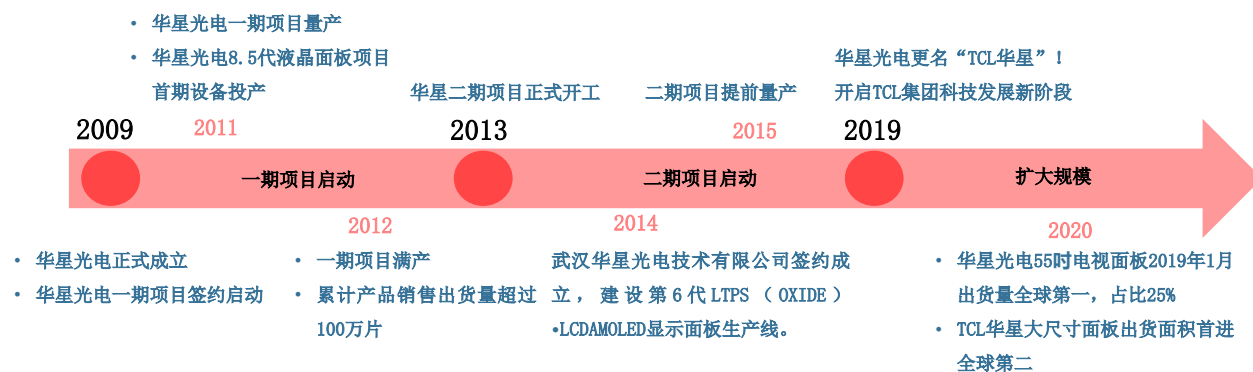 • 华星光电一期项目量产
• 华星光电8.5代液晶面板项目
首期设备投产
华星二期项目正式开工
二期项目提前量产
华星光电更名“TCL华星”!
开启TCL集团科技发展新阶段
2009
2011
2013
2015
2019
一期项目启动
二期项目启动
扩大规模
2012
2014
2020
• 华星光电正式成立
• 华星光电一期项目签约启动
• 一期项目满产
• 累计产品销售出货量超过
100万片
武汉华星光电技术有限公司签约成
立，建设第6代LTPS（OXIDE）
•LCDAMOLED显示面板生产线。
• 华星光电55吋电视面板2019年1月
出货量全球第一，占比25%
• TCL华星大尺寸面板出货面积首进
全球第二